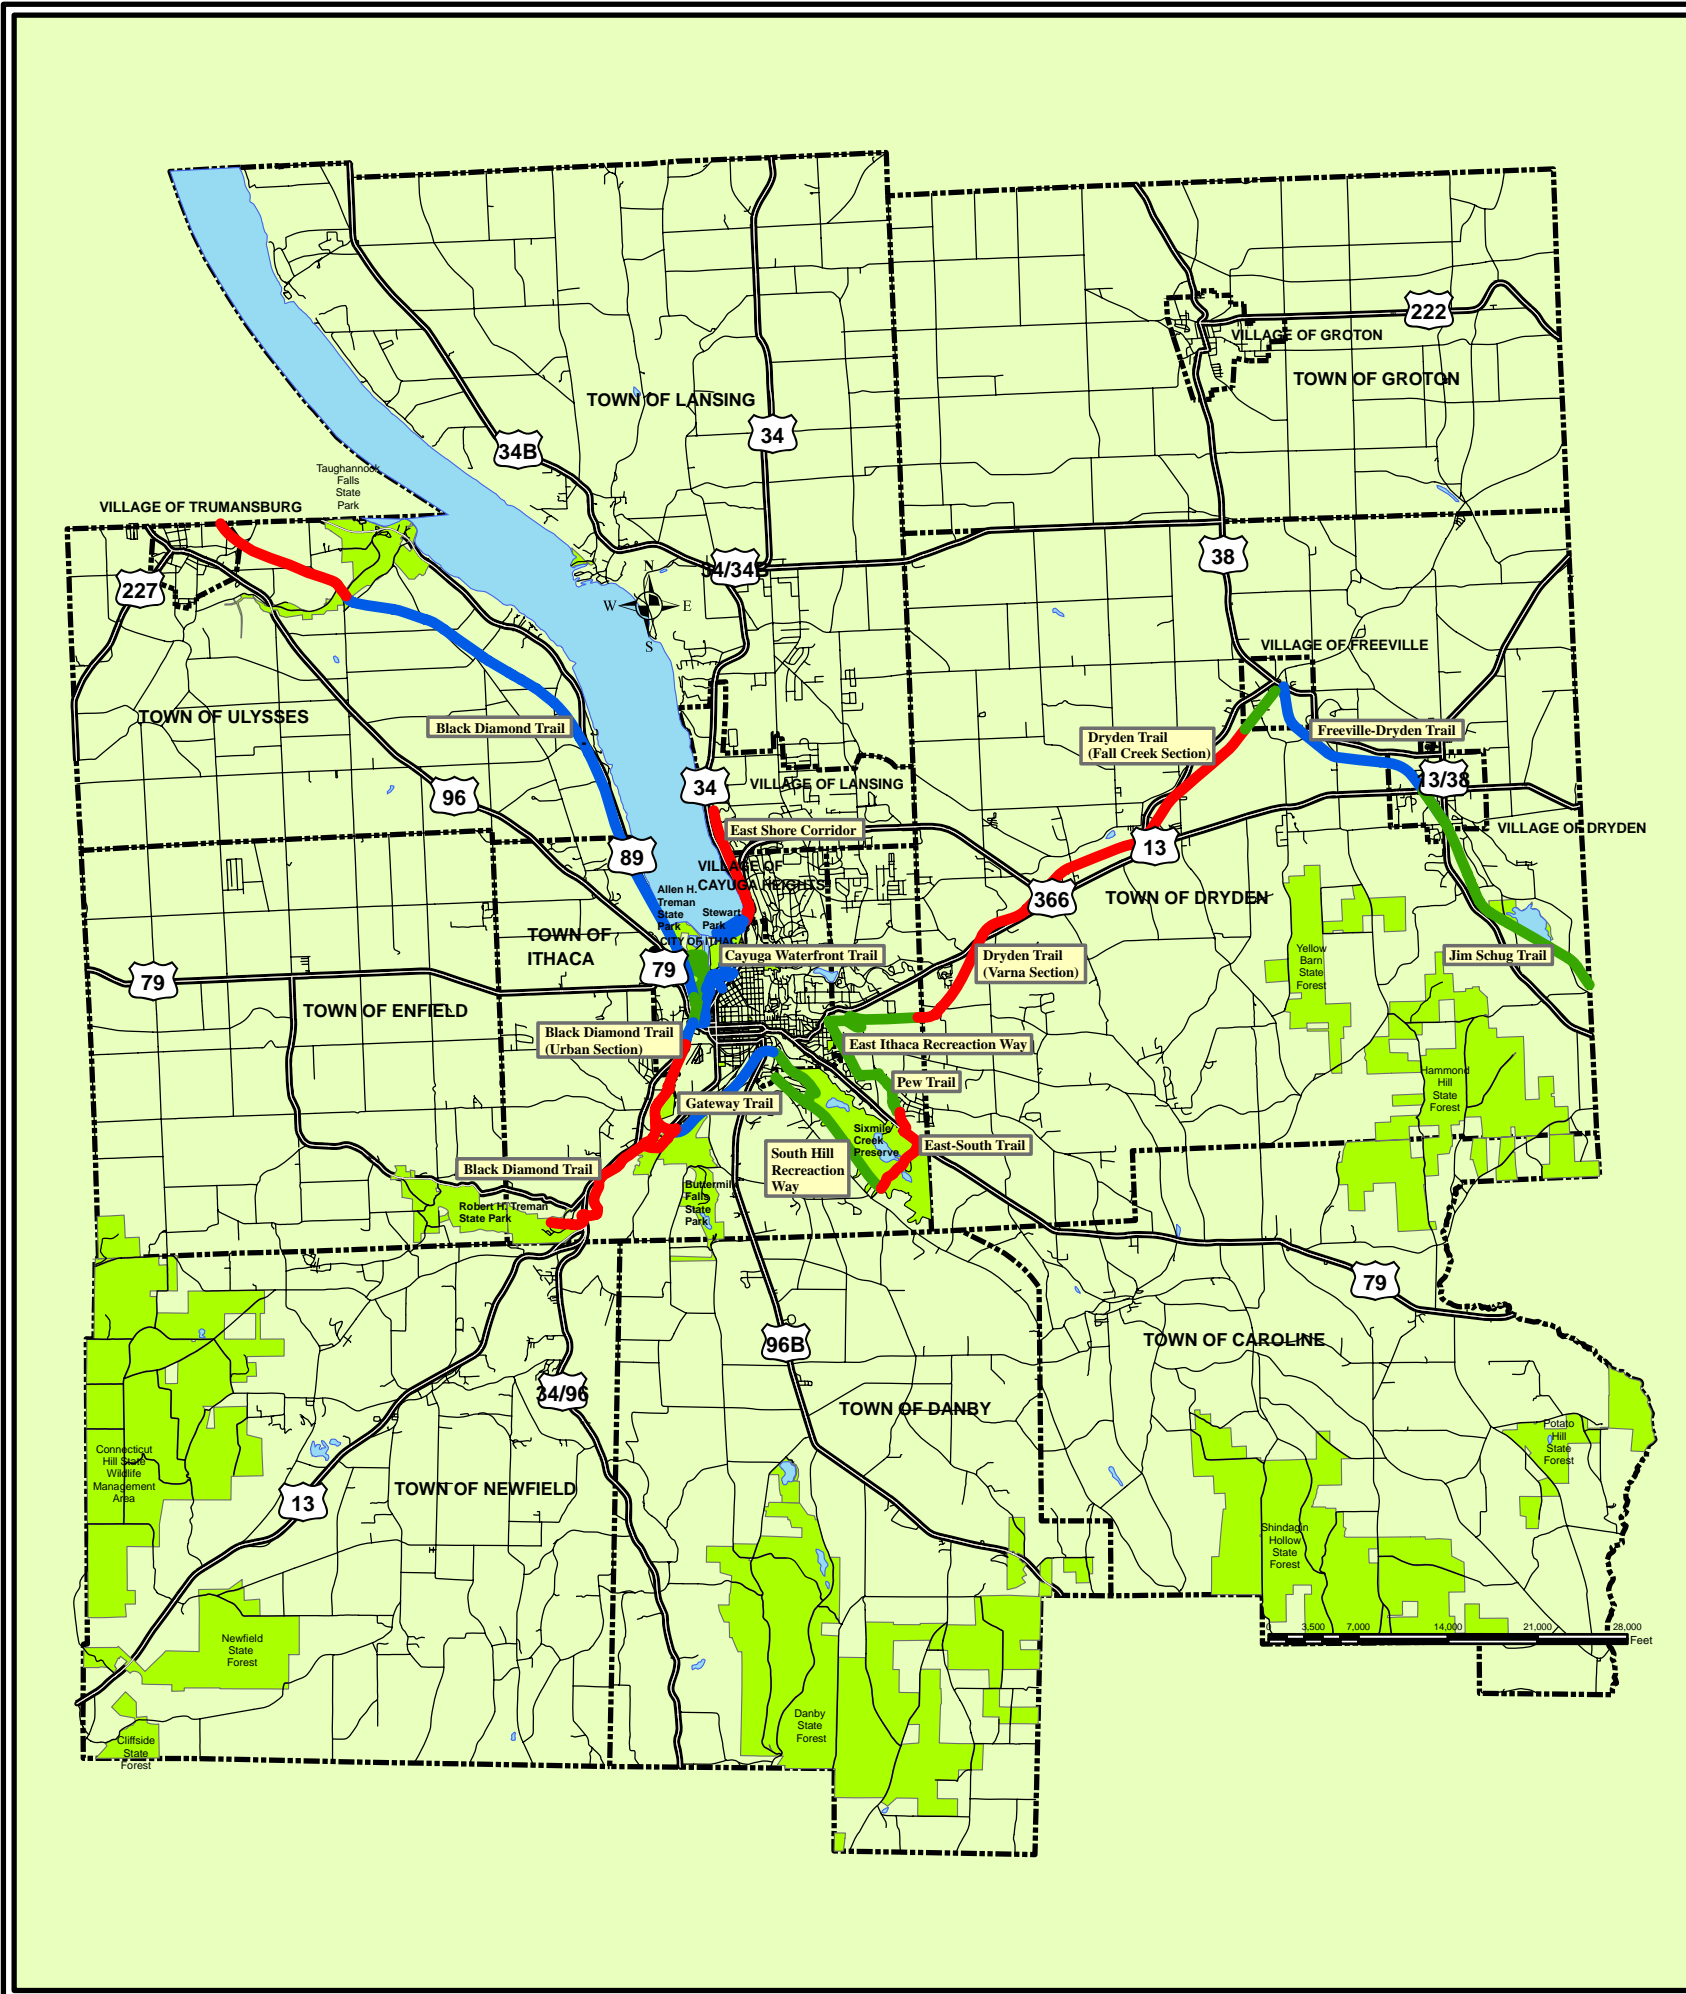 222
VILLAGE OF GROTON
TOWN OF GROTON
TOWN OF LANSING
34
34B
Taughannock
Falls
State
Park
VILLAGE OF TRUMANSBURG
38
34/34B
227
N
W
E
S
VILLAGE OF FREEVILLE
TOWN OF ULYSSES
Black Diamond Trail
Dryden Trail
(Fall Creek Section)
Freeville-Dryden Trail
13/38
34
VILLAGE OF LANSING
96
East Shore Corridor
VILLAGE OF DRYDEN
89
13
VILLAGE OF
CAYUGA HEIGHTS
Allen H.
Treman
State
Park
Stewart
Park
366
TOWN OF DRYDEN
TOWN OF
ITHACA
CITY OF ITHACA
Cayuga Waterfront Trail
Dryden Trail
(Varna Section)
Yellow
Barn
State
Forest
Jim Schug Trail
79
79
TOWN OF ENFIELD
Black Diamond Trail
(Urban Section)
East Ithaca Recreaction Way
Pew Trail
Hammond
Hill
State
Forest
Gateway Trail
Sixmile
Creek
Preserve
East-South Trail
South Hill
Recreaction
Way
Black Diamond Trail
Buttermilk
Falls
State
Park
Robert H. Treman
State Park
79
TOWN OF CAROLINE
96B
34/96
TOWN OF DANBY
Potato
Hill
State
Forest
Connecticut
Hill State
Wildlife
Management
Area
TOWN OF NEWFIELD
13
Shindagin
Hollow
State
Forest
Newfield
State
Forest
0 3,500 7,000 14,000 21,000 28,000
Feet
Danby
State
Forest
Cliffside
State
Forest